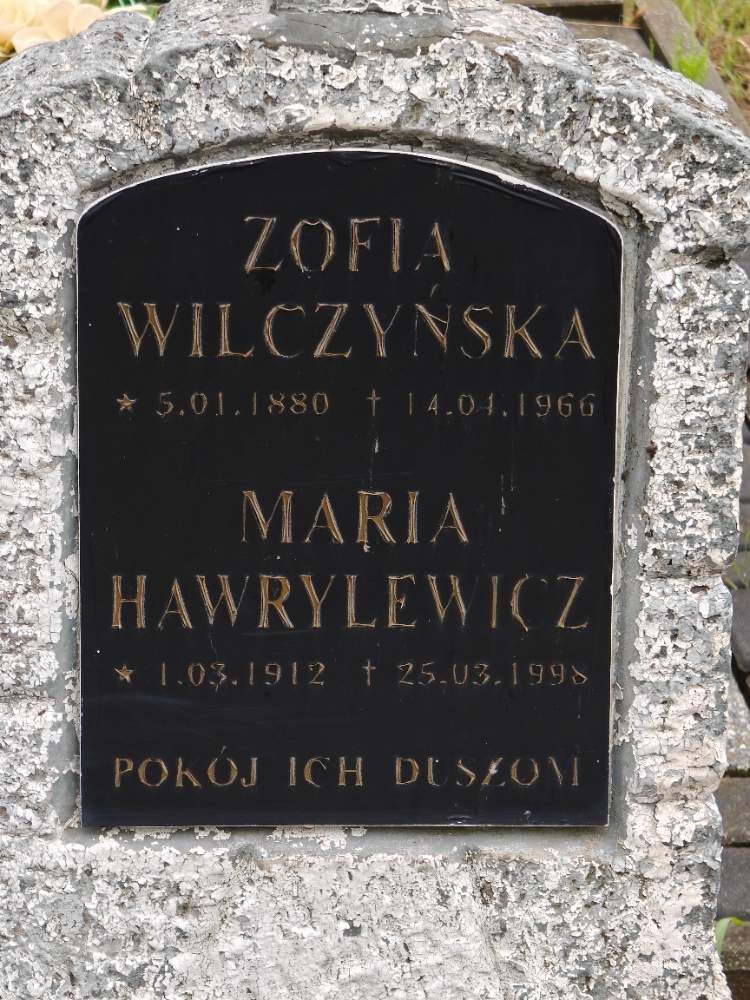 ZOFIA
WILCZYŃSKA
★ 5.01.1880 † 14.04.1966
MARIA
HAWRYLEWICZ
★ 1.03.1912 † 25.03.1998
POKÓJ ICH DUSZOM